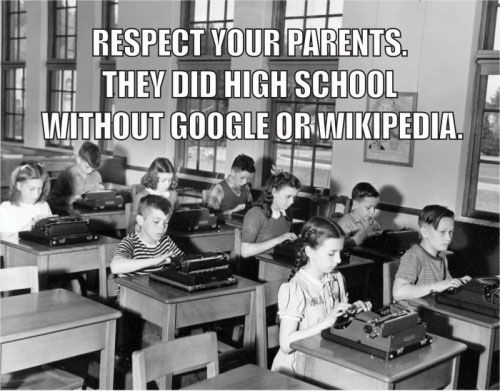 RESPECT YOUR PARENTS.
THEY DID HIGH SCHOOL
WITHOUT GOOGLE OR WIKIPEDIA.